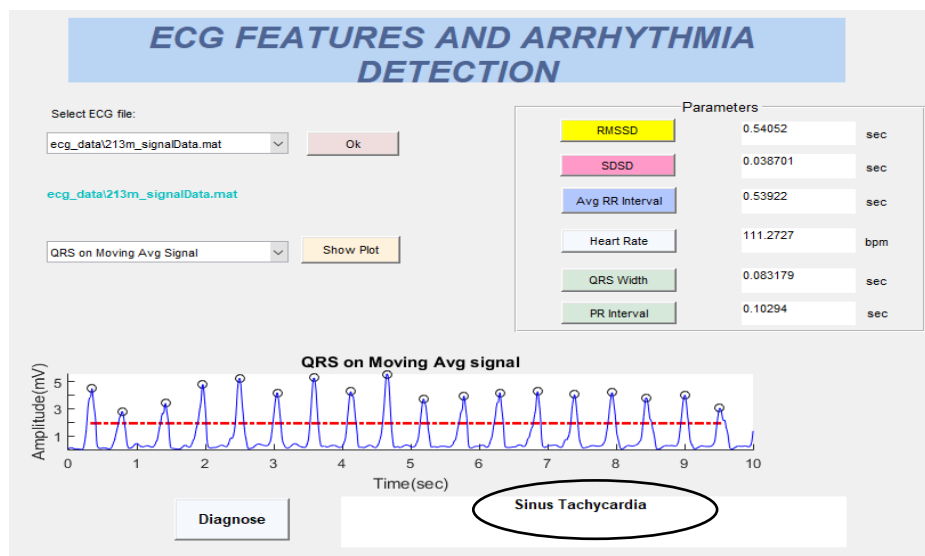 ECG FEATURES AND ARRHYTHMIA
DETECTION
Select ECG file:
ecg_data\213m_signalData.mat
Ok
ecg_data\213m_signalData.mat
QRS on Moving Avg Signal
Show Plot
Parameters
RMSSD 0.54052 sec
SDSD 0.038701 sec
Avg RR Interval 0.53922 sec
Heart Rate 111.2727 bpm
QRS Width 0.083179 sec
PR Interval 0.10294 sec
QRS on Moving Avg signal
Amplitude(mV)
5
3
1
0 1 2 3 4 5 6 7 8 9 10
Time(sec)
Diagnose
Sinus Tachycardia